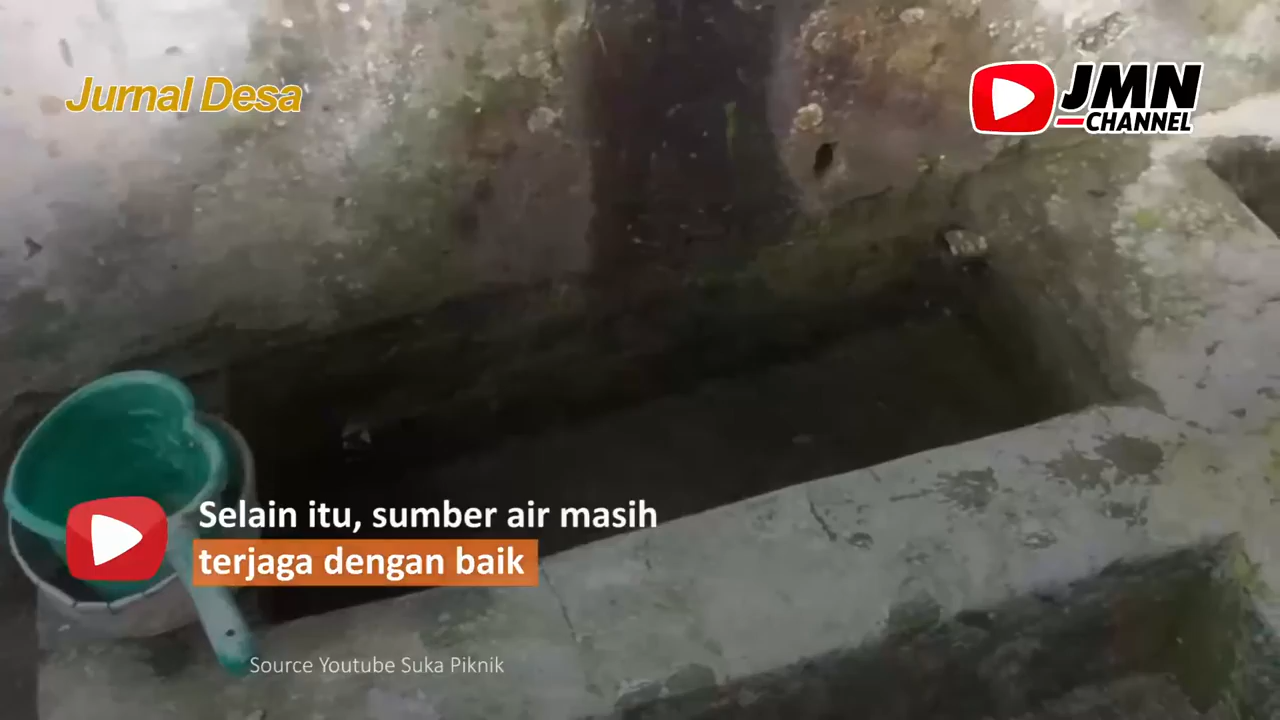 Jurnal Desa
JMN
CHANNEL
Selain itu, sumber air masih
terjaga dengan baik
Source Youtube Suka Piknik